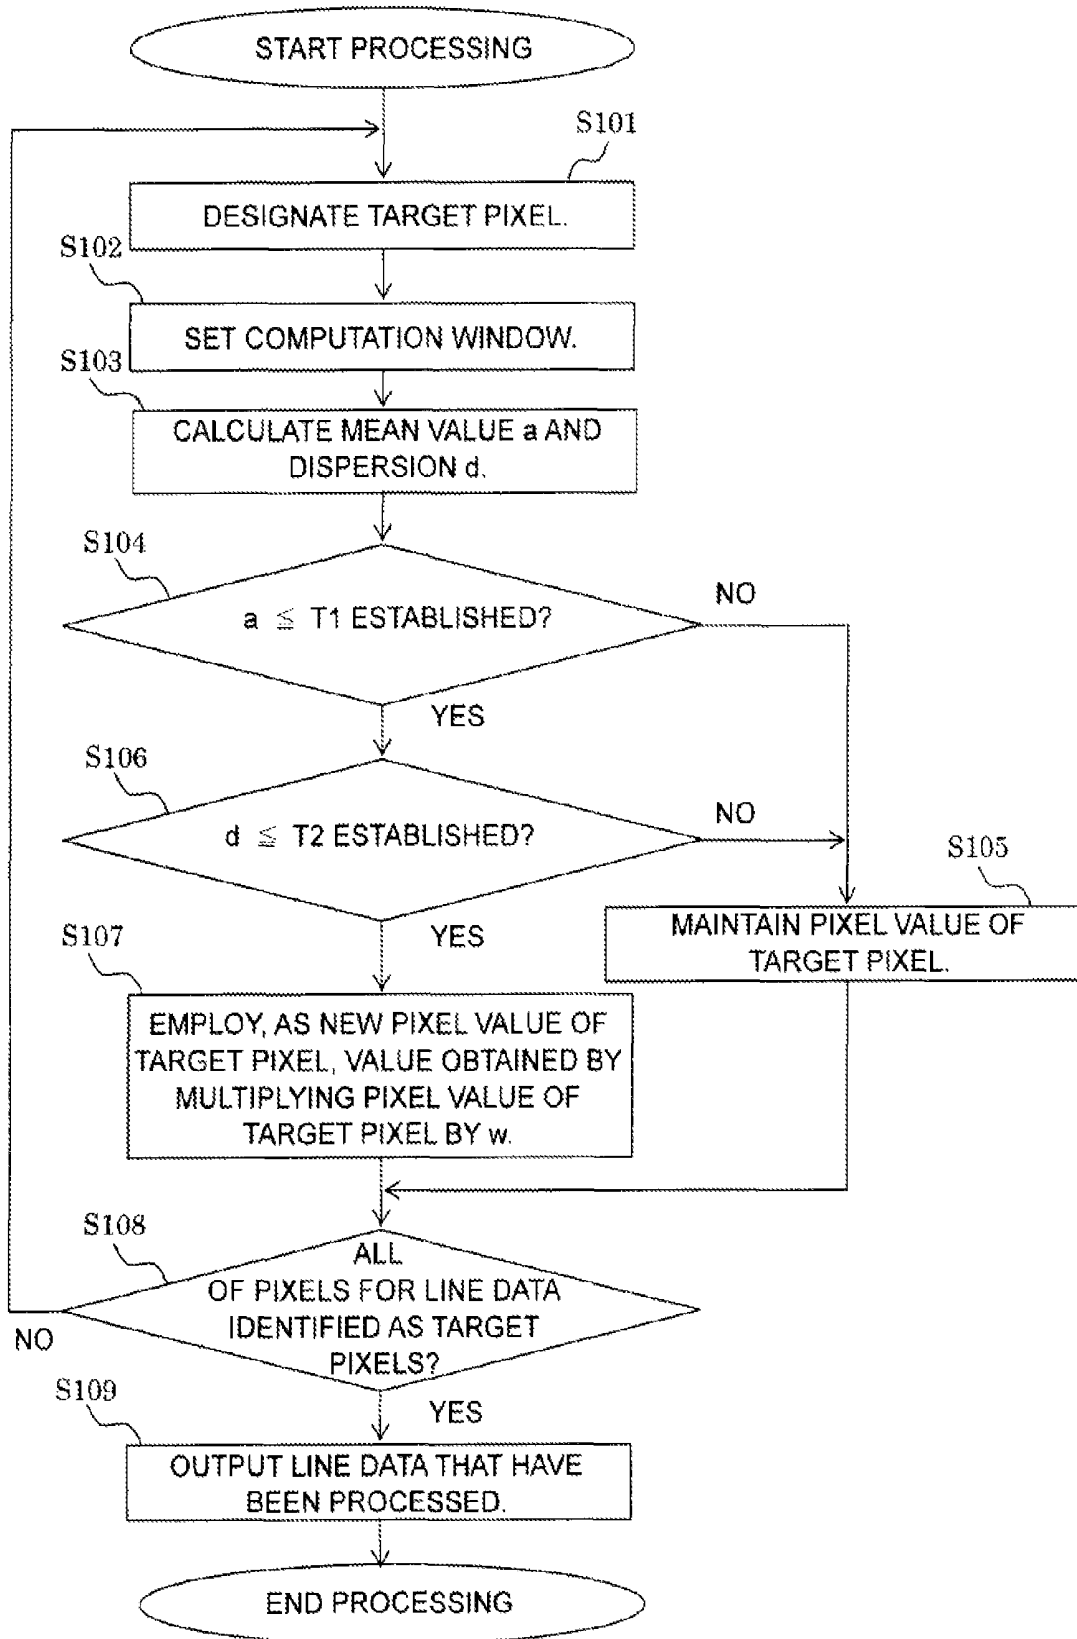 START PROCESSING
S101
DESIGNATE TARGET PIXEL.
S102
SET COMPUTATION WINDOW.
S103
CALCULATE MEAN VALUE a AND
DISPERSION d.
S104
a ≦ T1 ESTABLISHED?
NO
YES
S106
d ≦ T2 ESTABLISHED?
NO
YES
S105
MAINTAIN PIXEL VALUE OF
TARGET PIXEL.
S107
EMPLOY, AS NEW PIXEL VALUE OF
TARGET PIXEL, VALUE OBTAINED BY
MULTIPLYING PIXEL VALUE OF
TARGET PIXEL BY w.
S108
ALL
OF PIXELS FOR LINE DATA
IDENTIFIED AS TARGET
PIXELS?
NO
YES
S109
OUTPUT LINE DATA THAT HAVE
BEEN PROCESSED.
END PROCESSING